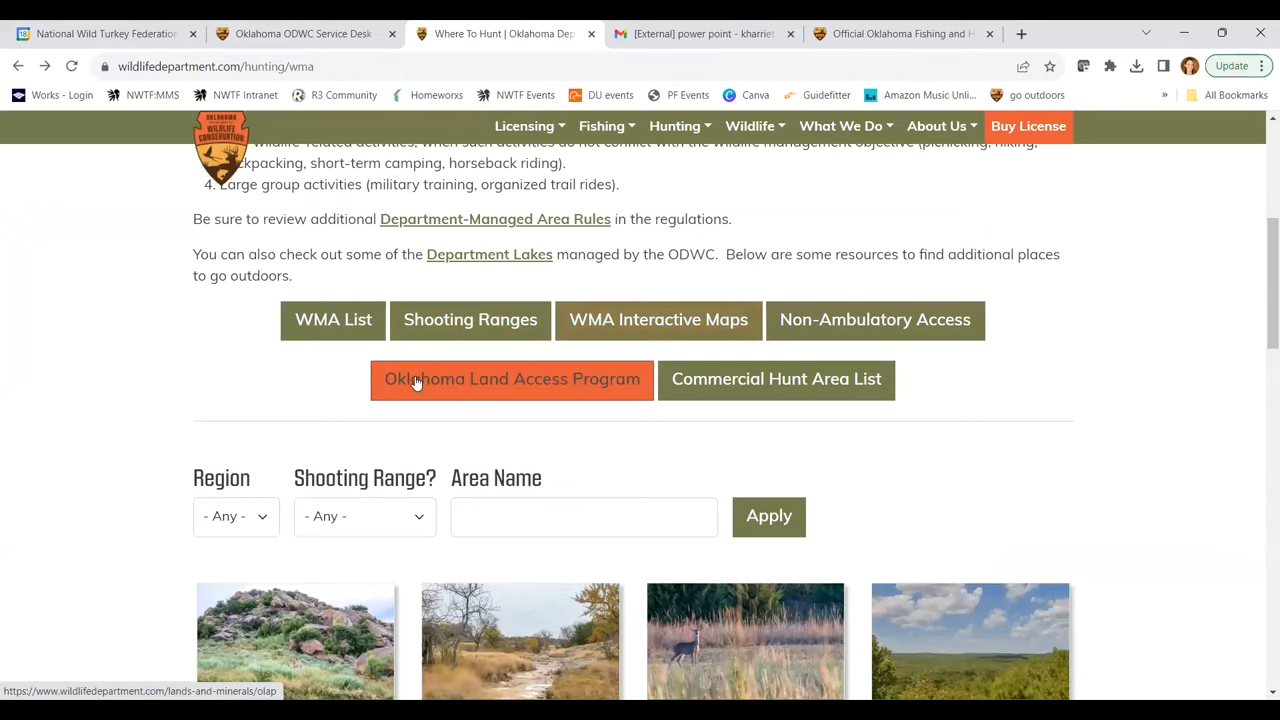 National Wild Turkey Federation
Oklahoma ODWC Service Desk
Where To Hunt | Oklahoma Dep
[External] power point - kharriet
Official Oklahoma Fishing and H
wildlifedepartment.com/hunting/wma
Update
Works - Login
NWTF:MMS
NWTF Intranet
R3 Community
Homeworxs
NWTF Events
DU events
PF Events
Canva
Guidefitter
Amazon Music Unli...
go outdoors
»
All Bookmarks
OKLAHOMA
WILDLIFE
CONSERVATION
Licensing
Fishing
Hunting
Wildlife
What We Do
About Us
Buy License
wildlife-related activities, when such activities do not conflict with the wildlife management objective (picnicking, hiking,
backpacking, short-term camping, horseback riding).
4. Large group activities (military training, organized trail rides).
Be sure to review additional Department-Managed Area Rules in the regulations.
You can also check out some of the Department Lakes managed by the ODWC. Below are some resources to find additional places
to go outdoors.
WMA List
Shooting Ranges
WMA Interactive Maps
Non-Ambulatory Access
Oklahoma Land Access Program
Commercial Hunt Area List
Region
Shooting Range?
Area Name
- Any -
- Any -
Apply
https://www.wildlifedepartment.com/lands-and-minerals/olap